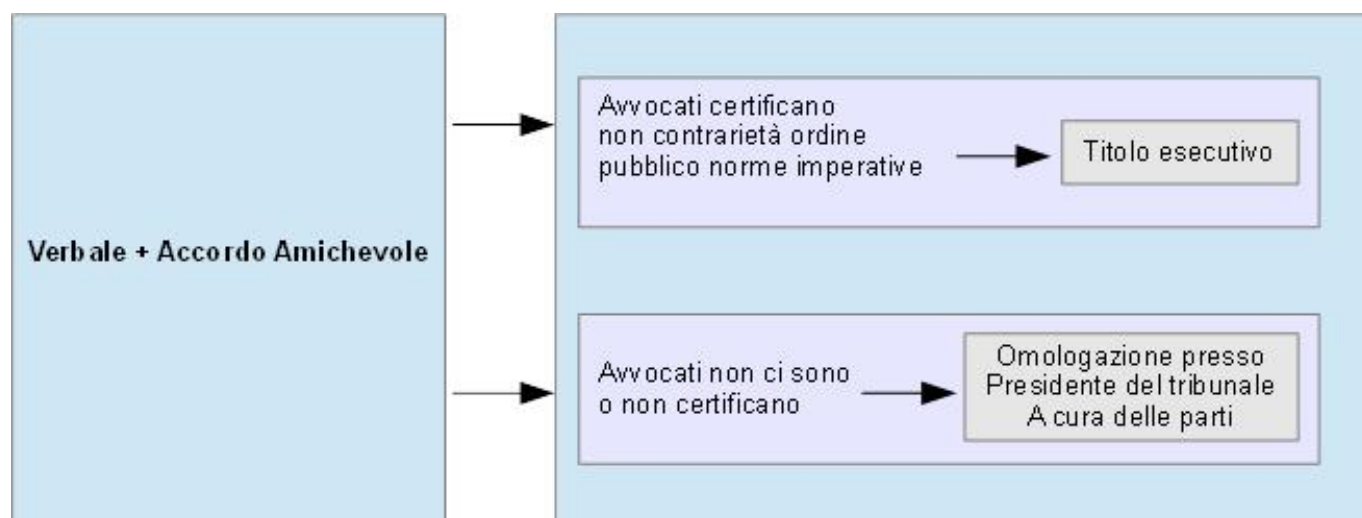 Verbale + Accordo Amichevole
Avvocati certificano
non contrarietà ordine
pubblico norme imperative
Titolo esecutivo
Avvocati non ci sono
o non certificano
Omologazione presso
Presidente del tribunale
A cura delle parti